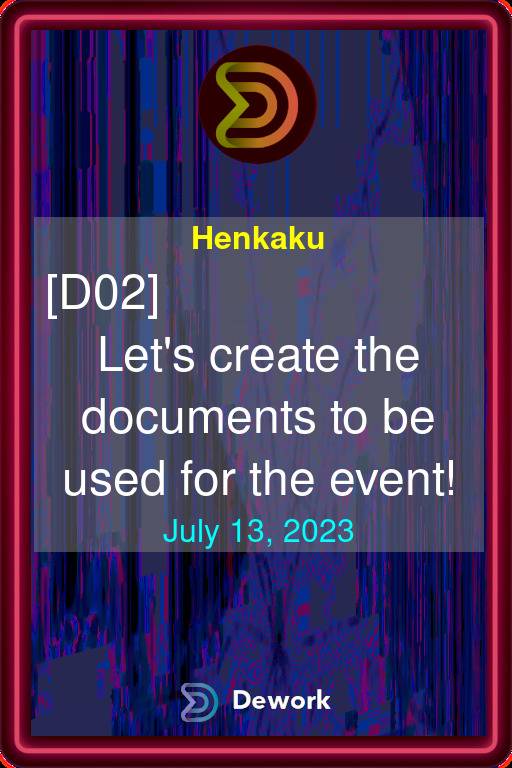 Henkaku
[D02]
Let's create the
documents to be
used for the event!
July 13, 2023
Dework